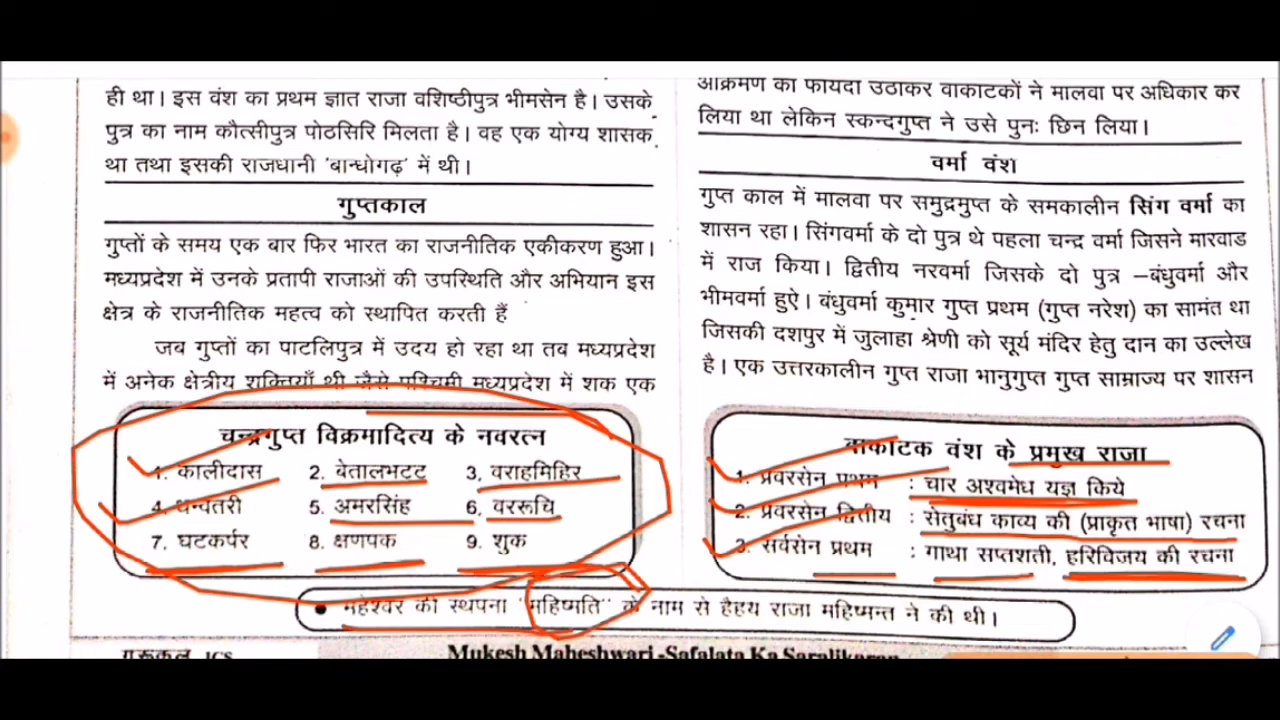 ही था। इस वंश का प्रथम ज्ञात राजा वशिष्ठीपुत्र भीमसेन है। उसके
पुत्र का नाम कौत्सीपुत्र पोठसिरि मिलता है। वह एक योग्य शासक
था तथा इसकी राजधानी 'बान्धोगढ़' में थी।
गुप्तकाल
गुप्तों के समय एक बार फिर भारत का राजनीतिक एकीकरण हुआ।
मध्यप्रदेश में उनके प्रतापी राजाओं की उपस्थिति और अभियान इस
क्षेत्र के राजनीतिक महत्व को स्थापित करती हैं
जब गुप्तों का पाटलिपुत्र में उदय हो रहा था तब मध्यप्रदेश
में अनेक क्षेत्रीय शक्तियाँ थी जैसे पश्चिमी मध्यप्रदेश में शक एक
चन्द्रगुप्त विक्रमादित्य के नवरत्न
1. कालीदास 2. बेतालभटट 3, वराहमिहिर
4. धन्वतरी 5. अमरसिंह 6. वररूचि
7. घटकर्पर 8. क्षणपक 9. शुक
आक्रमण का फायदा उठाकर वाकाटकों ने मालवा पर अधिकार कर
लिया था लेकिन स्कन्दगुप्त ने उसे पुनः छिन लिया।
वर्मा वंश
गुप्त काल में मालवा पर समुद्रमुप्त के समकालीन सिंग वर्मा का
शासन रहा। सिंगवर्मा के दो पुत्र थे पहला चन्द्र वर्मा जिसने मारवाड
में राज किया। द्वितीय नरवर्मा जिसके दो पुत्र –बंधुवर्मा और
भीमवर्मा हुऐ। बंधुवर्मा कुमार गुप्त प्रथम (गुप्त नरेश) का सामंत था
जिसकी दशपुर में जुलाहा श्रेणी को सूर्य मंदिर हेतु दान का उल्लेख
है। एक उत्तरकालीन गुप्त राजा भानुगुप्त गुप्त साम्राज्य पर शासन
वाकाटक वंश के प्रमुख राजा
1. प्रवरसेन प्रथम : चार अश्वमेध यज्ञ किये
2. प्रवरसेन द्वितीय : सेतुबंध काव्य की (प्राकृत भाषा) रचना
3. सर्वसेन प्रथम : गाथा सप्तशती, हरिविजय की रचना
• महेश्वर की स्थपना "महिष्मति" के नाम से हैहय राजा महिष्मन्त ने की थी।
गुरूकुल ICS Mukesh Maheshwari -Safalata Ka Saralikaran